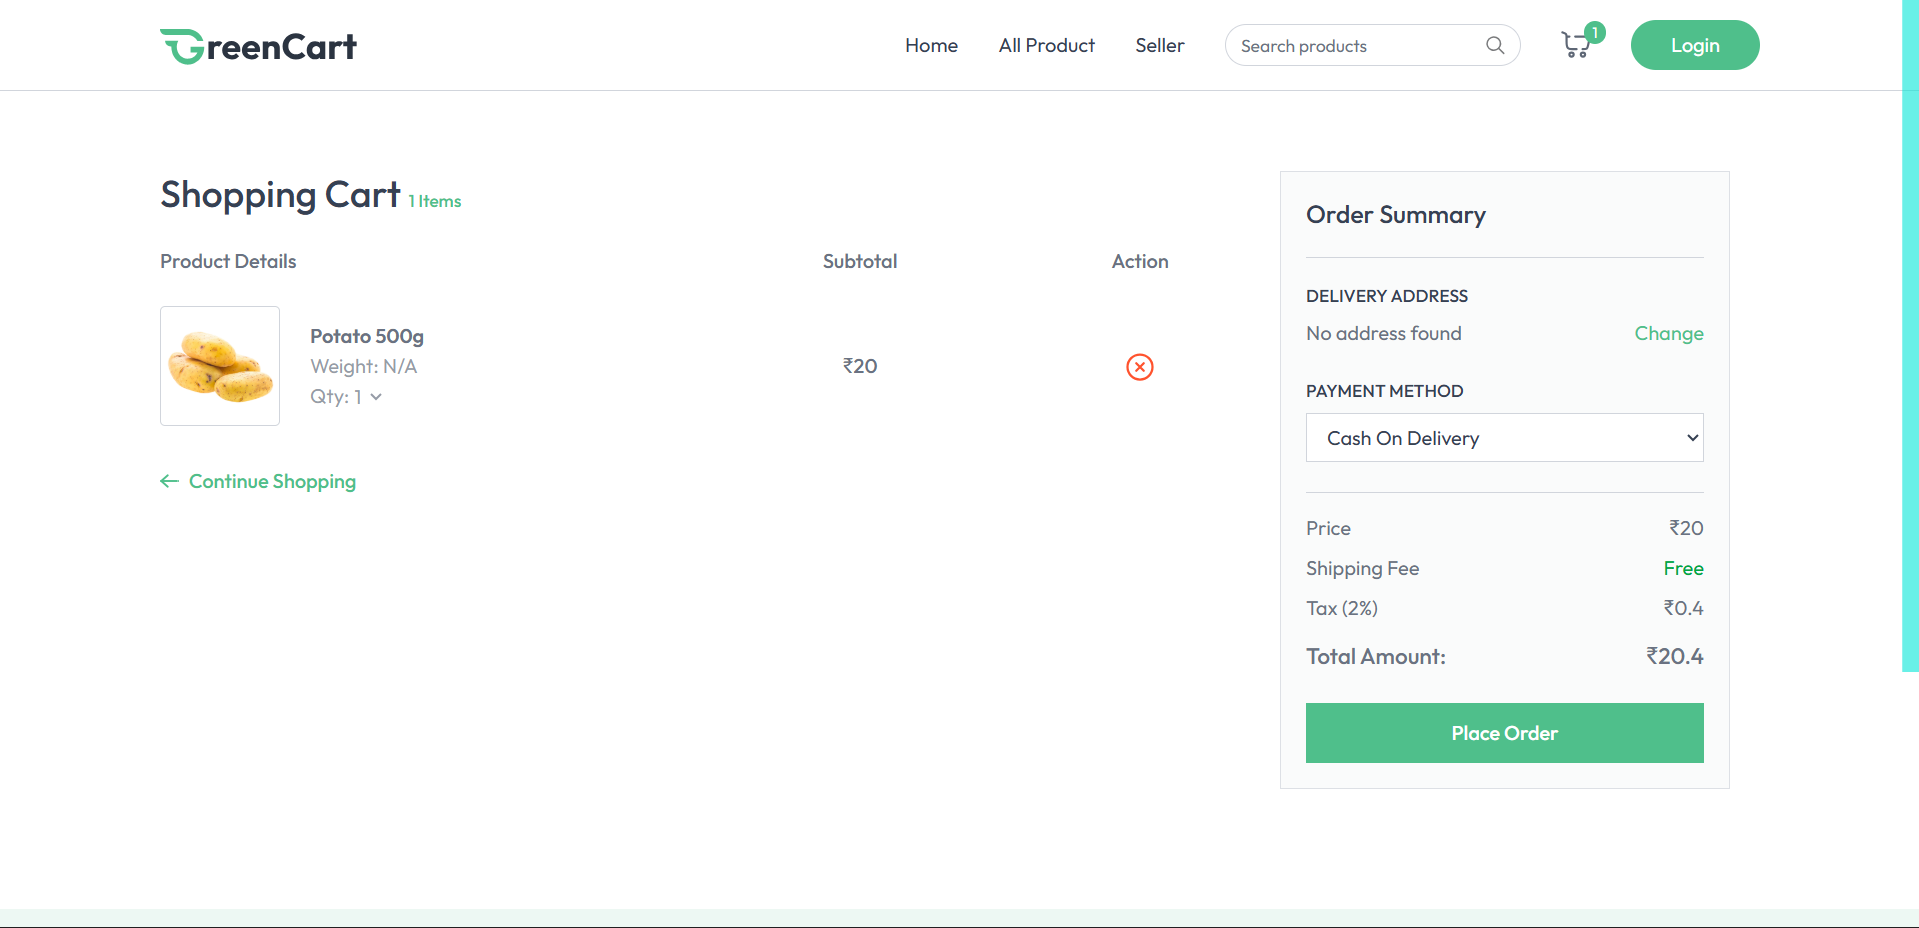 GreenCart
Home
All Product
Seller
Search products
1
Login
Shopping Cart 1 Items
Product Details
Subtotal
Action
Potato 500g
Weight: N/A
Qty: 1
₹20
Continue Shopping
Order Summary
DELIVERY ADDRESS
No address found
Change
PAYMENT METHOD
Cash On Delivery
Price
₹20
Shipping Fee
Free
Tax (2%)
₹0.4
Total Amount:
₹20.4
Place Order